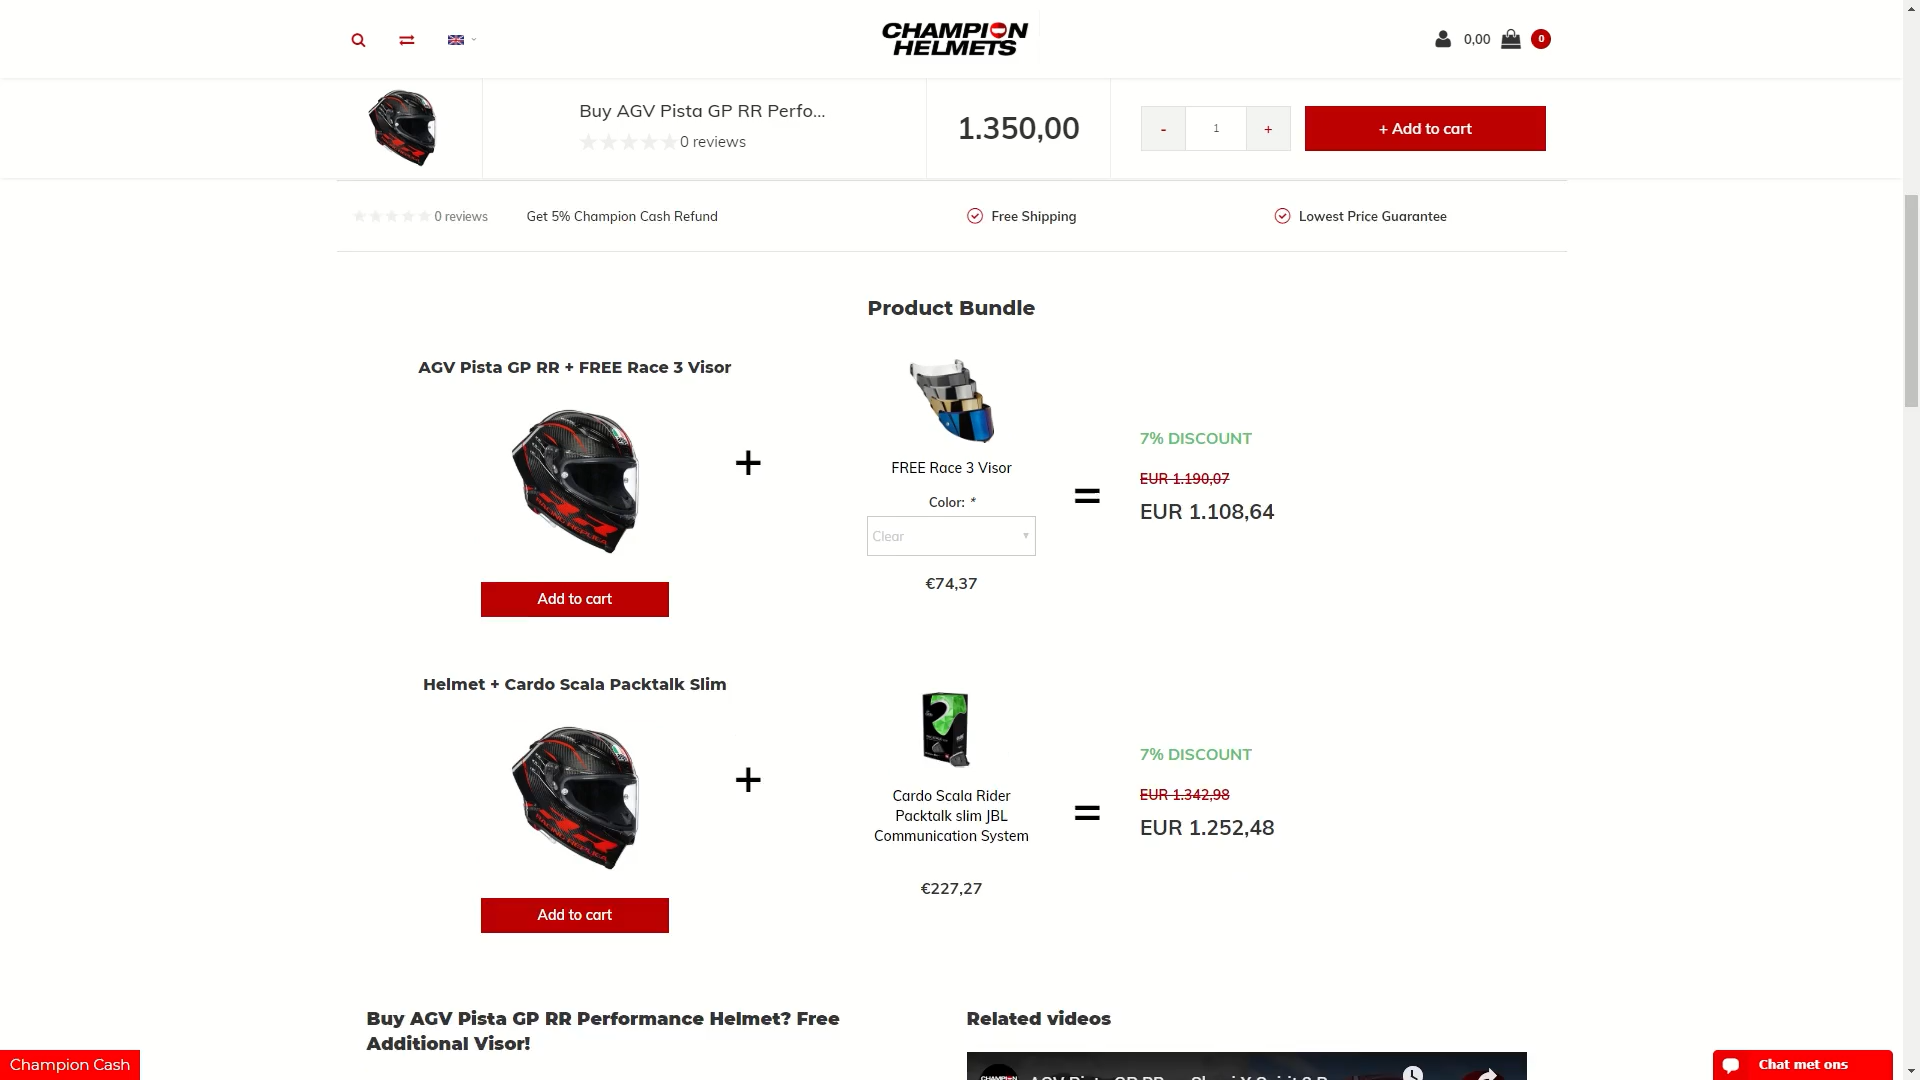 CHAMPION
HELMETS
0,00
0
Buy AGV Pista GP RR Perfo...
0 reviews
1.350,00
-
1
+
+ Add to cart
0 reviews
Get 5% Champion Cash Refund
Free Shipping
Lowest Price Guarantee
Product Bundle
AGV Pista GP RR + FREE Race 3 Visor
+
FREE Race 3 Visor
Color: *
Clear
€74,37
=
7% DISCOUNT
EUR 1.190,07
EUR 1.108,64
Add to cart
Helmet + Cardo Scala Packtalk Slim
+
Cardo Scala Rider
Packtalk slim JBL
Communication System
€227,27
=
7% DISCOUNT
EUR 1.342,98
EUR 1.252,48
Add to cart
Buy AGV Pista GP RR Performance Helmet? Free
Additional Visor!
Related videos
Champion Cash
Chat met ons